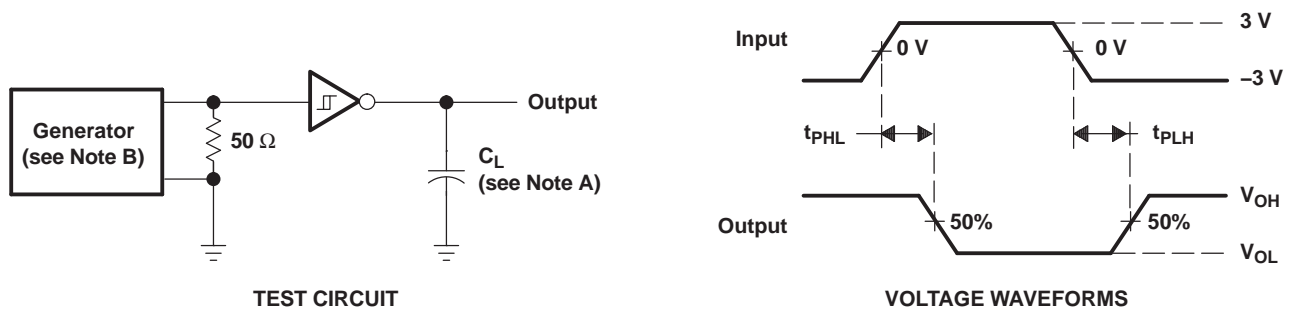 Generator
(see Note B)
50 Ω
Output
C_L
(see Note A)
TEST CIRCUIT
Input
0 V
0 V
3 V
–3 V
t_PHL
t_PLH
Output
50%
50%
V_OH
V_OL
VOLTAGE WAVEFORMS